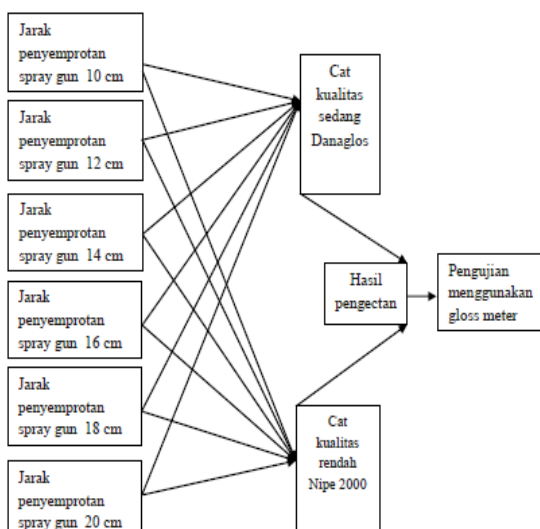 Jarak
penyemprotan
spray gun 10 cm
Jarak
penyemprotan
spray gun 12 cm
Jarak
penyemprotan
spray gun 14 cm
Jarak
penyemprotan
spray gun 16 cm
Jarak
penyemprotan
spray gun 18 cm
Jarak
penyemprotan
spray gun 20 cm
Cat
kualitas
sedang
Danaglos
Cat
kualitas
rendah
Nipe 2000
Hasil
pengectan
Pengujian
menggunakan
gloss meter